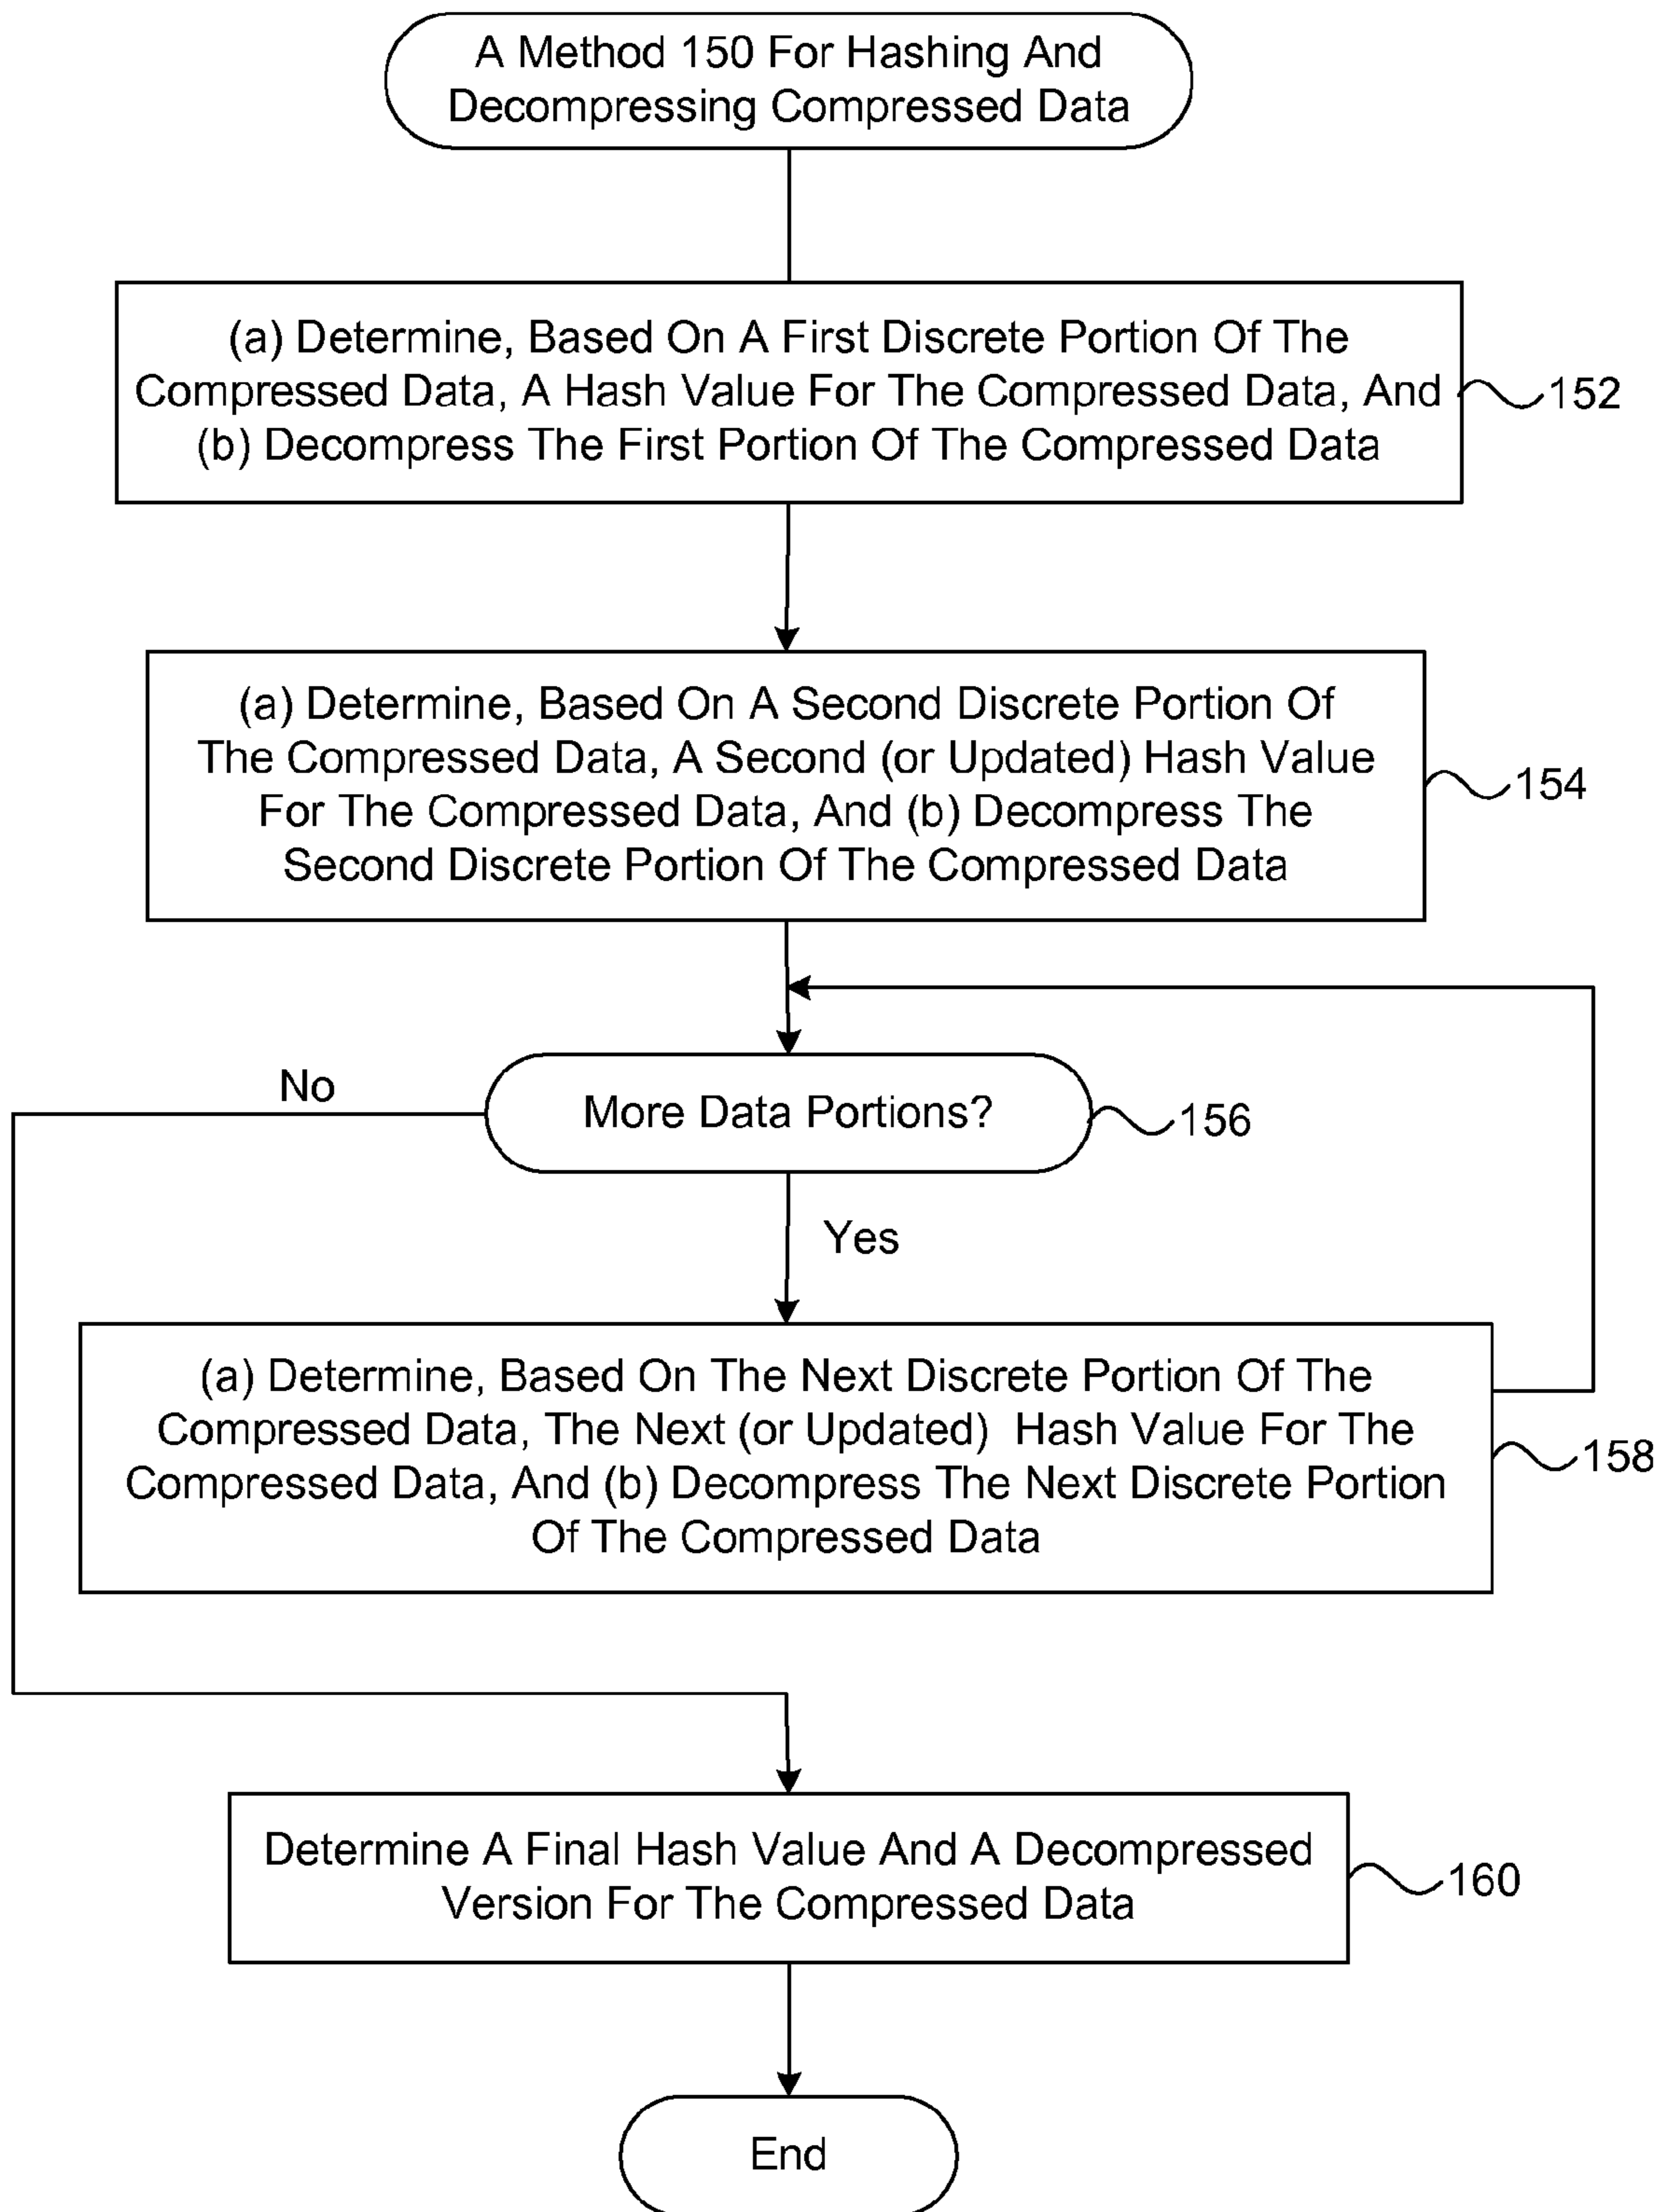 A Method 150 For Hashing And
Decompressing Compressed Data
(a) Determine, Based On A First Discrete Portion Of The
Compressed Data, A Hash Value For The Compressed Data, And
(b) Decompress The First Portion Of The Compressed Data
152
(a) Determine, Based On A Second Discrete Portion Of
The Compressed Data, A Second (or Updated) Hash Value
For The Compressed Data, And (b) Decompress The
Second Discrete Portion Of The Compressed Data
154
No
More Data Portions?
156
Yes
(a) Determine, Based On The Next Discrete Portion Of The
Compressed Data, The Next (or Updated) Hash Value For The
Compressed Data, And (b) Decompress The Next Discrete Portion
Of The Compressed Data
158
Determine A Final Hash Value And A Decompressed
Version For The Compressed Data
160
End